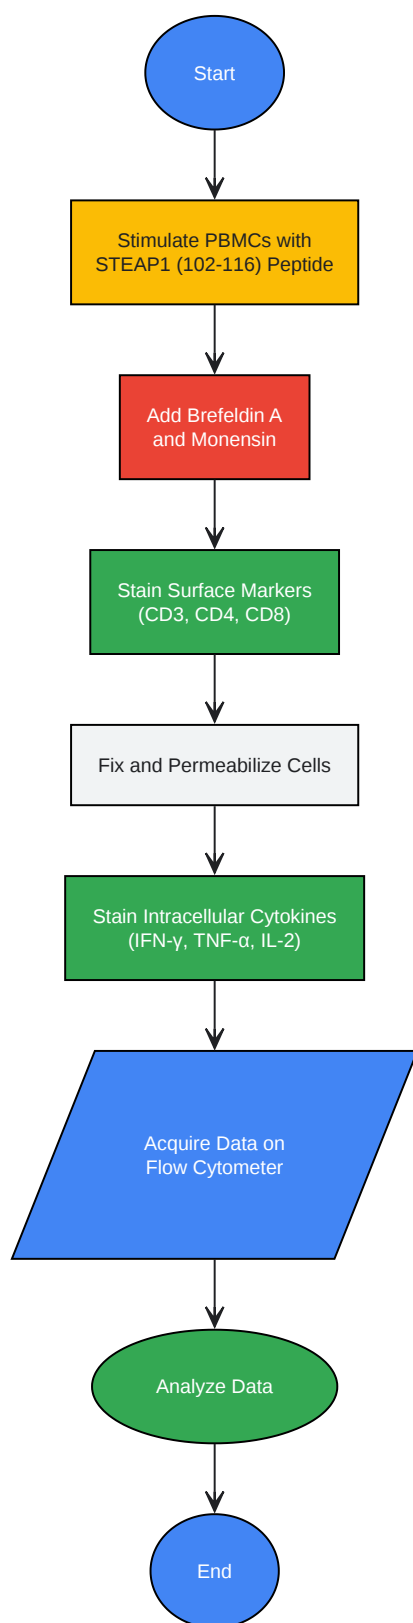 Start
Stimulate PBMCs with
STEAP1 (102-116) Peptide
Add Brefeldin A
and Monensin
Stain Surface Markers
(CD3, CD4, CD8)
Fix and Permeabilize Cells
Stain Intracellular Cytokines
(IFN-γ, TNF-α, IL-2)
Acquire Data on
Flow Cytometer
Analyze Data
End